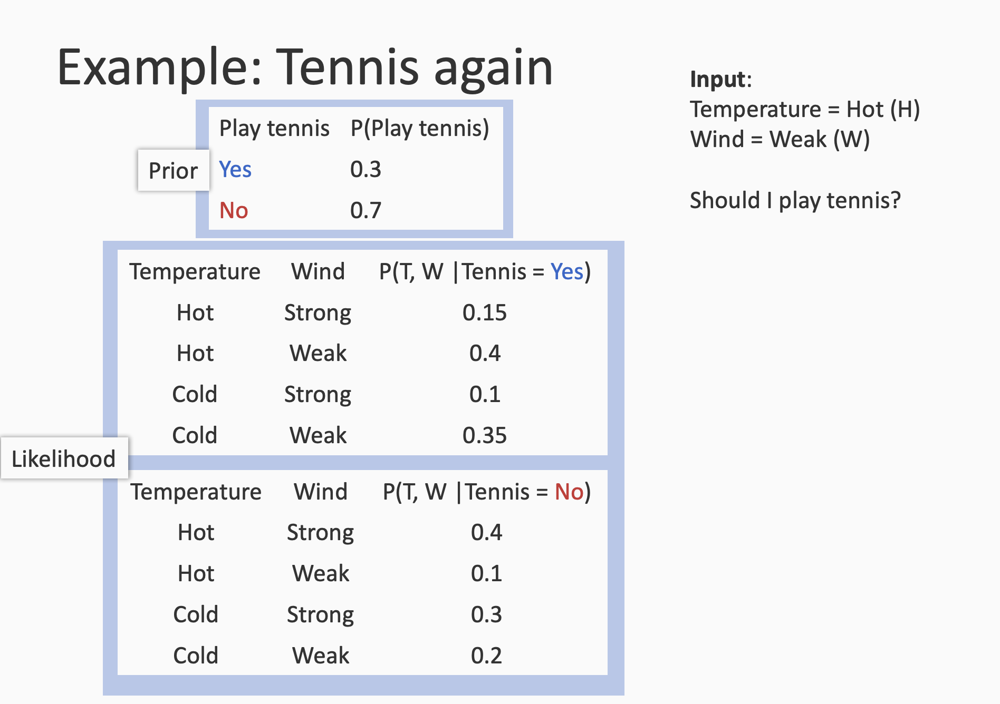 Example: Tennis again
Input:
Temperature = Hot (H)
Wind = Weak (W)
Should I play tennis?
Prior
Play tennis P(Play tennis)
Yes 0.3
No 0.7
Likelihood
Temperature Wind P(T, W |Tennis = Yes)
Hot Strong 0.15
Hot Weak 0.4
Cold Strong 0.1
Cold Weak 0.35
Temperature Wind P(T, W |Tennis = No)
Hot Strong 0.4
Hot Weak 0.1
Cold Strong 0.3
Cold Weak 0.2